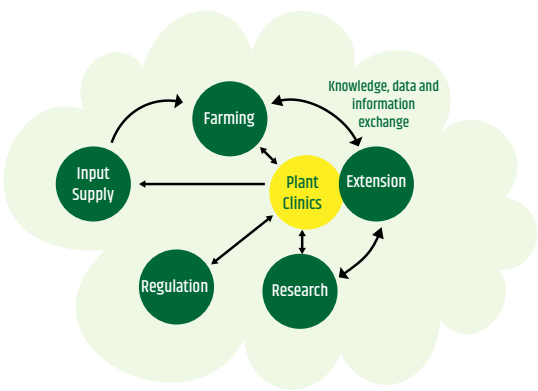 Knowledge, data and
information
exchange
Farming
Input
Supply
Plant
Clinics
Extension
Regulation
Research